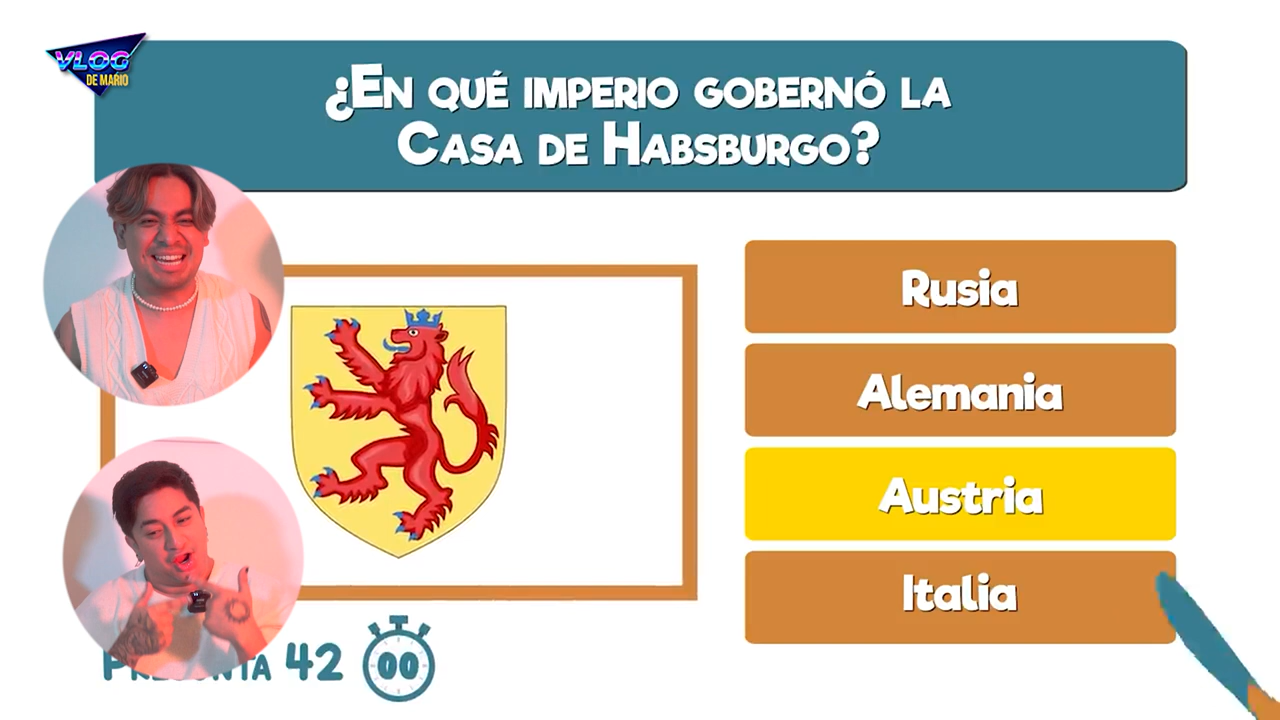 VLOG
DE MARIO
¿En qué imperio gobernó la
Casa de Habsburgo?
Rusia
Alemania
Austria
Italia
42
00